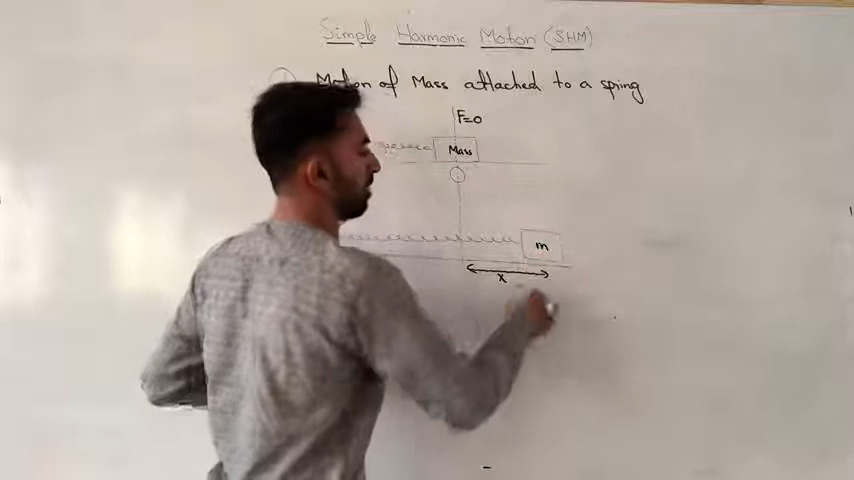 Simple Harmonic Motion (SHM)
Motion of Mass attached to a spring
F=0
Mass
m
x